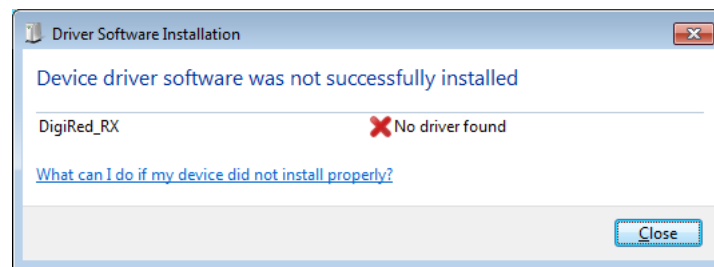 Driver Software Installation
Device driver software was not successfully installed
DigiRed_RX No driver found
What can I do if my device did not install properly?
Close